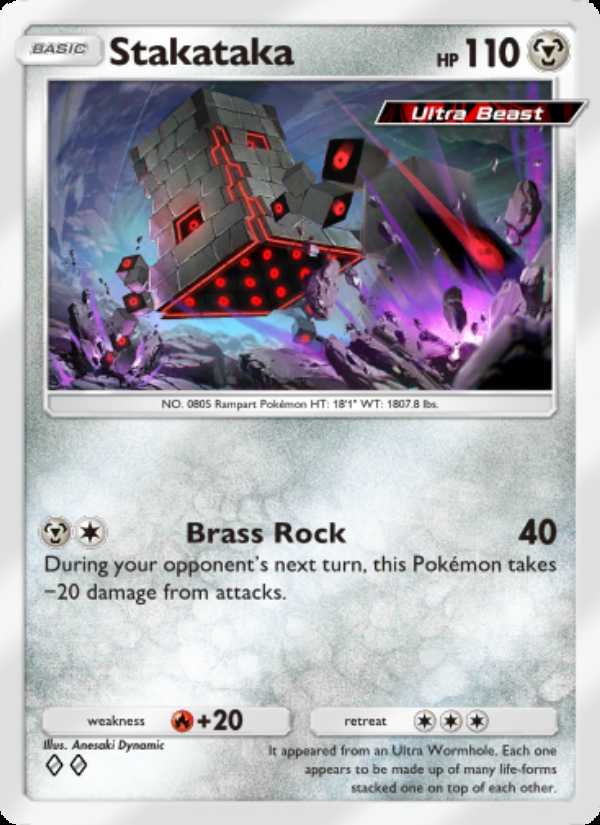 BASIC Stakataka HP 110
Ultra Beast
NO. 0805 Rampart Pokémon HT: 18'1" WT: 1807.8 lbs.
Brass Rock 40
During your opponent's next turn, this Pokémon takes
−20 damage from attacks.
weakness +20 retreat
Illus. Anesaki Dynamic
It appeared from an Ultra Wormhole. Each one
appears to be made up of many life-forms
stacked one on top of each other.